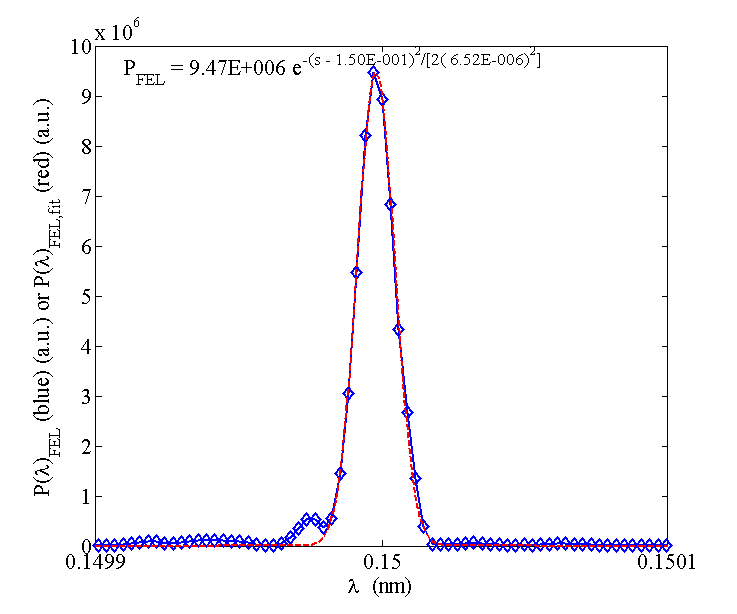 x 10^6
P_FEL = 9.47E+006 e^-(s - 1.50E-001)^2/[2( 6.52E-006)^2]
10
9
8
7
6
5
4
3
2
1
0
0.1499 0.15 0.1501
λ (nm)
P(λ)_FEL (blue) (a.u.) or P(λ)_FEL,fit (red) (a.u.)